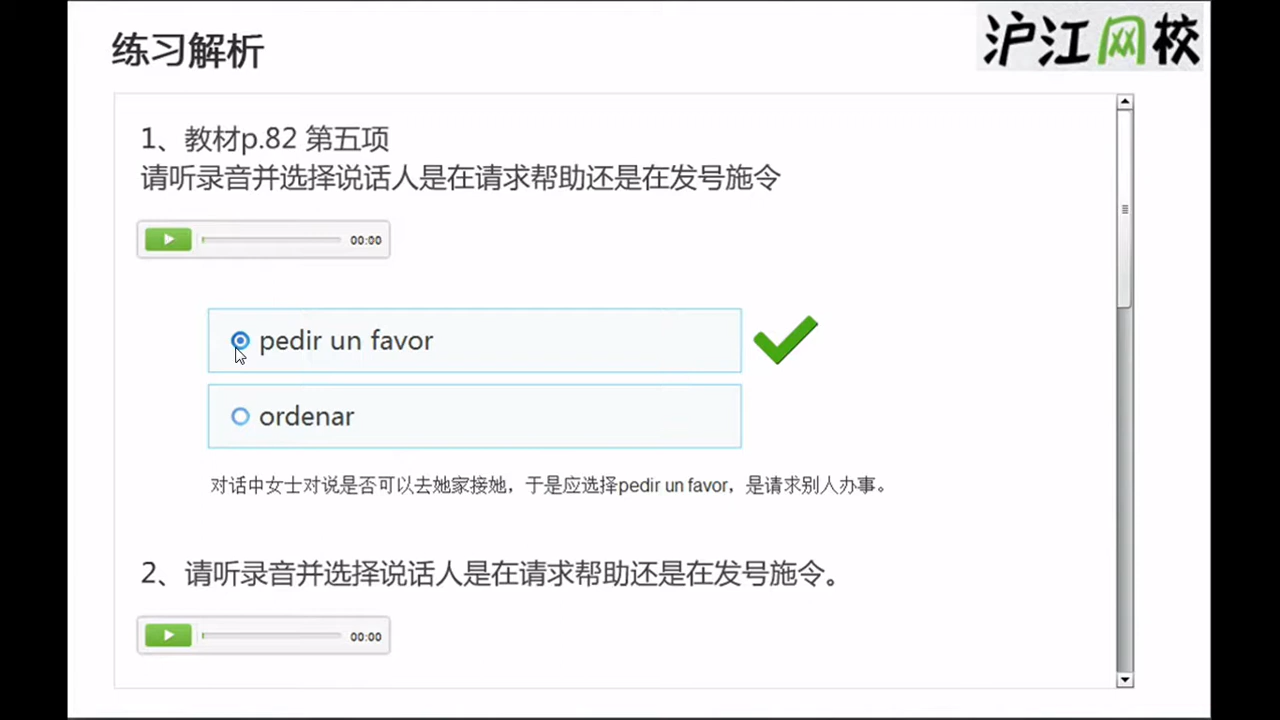 练习解析
沪江网校
1、教材p.82 第五项
请听录音并选择说话人是在请求帮助还是在发号施令
00:00
pedir un favor
ordenar
对话中女士对说是否可以去她家接她，于是应选择pedir un favor，是请求别人办事。
2、请听录音并选择说话人是在请求帮助还是在发号施令。
00:00